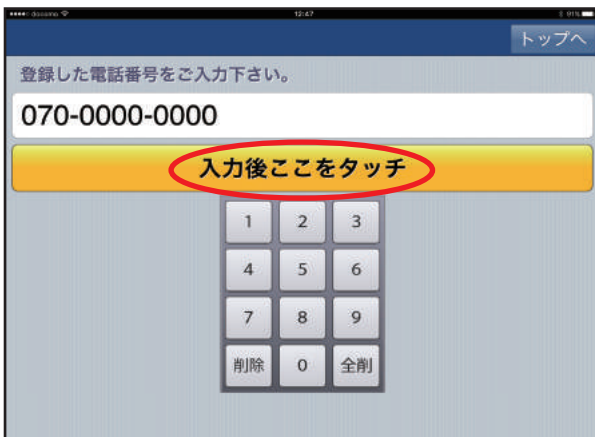 docomo
12:47
91%
トップへ
登録した電話番号をご入力下さい。
070-0000-0000
入力後ここをタッチ
1 2 3
4 5 6
7 8 9
削除 0 全削